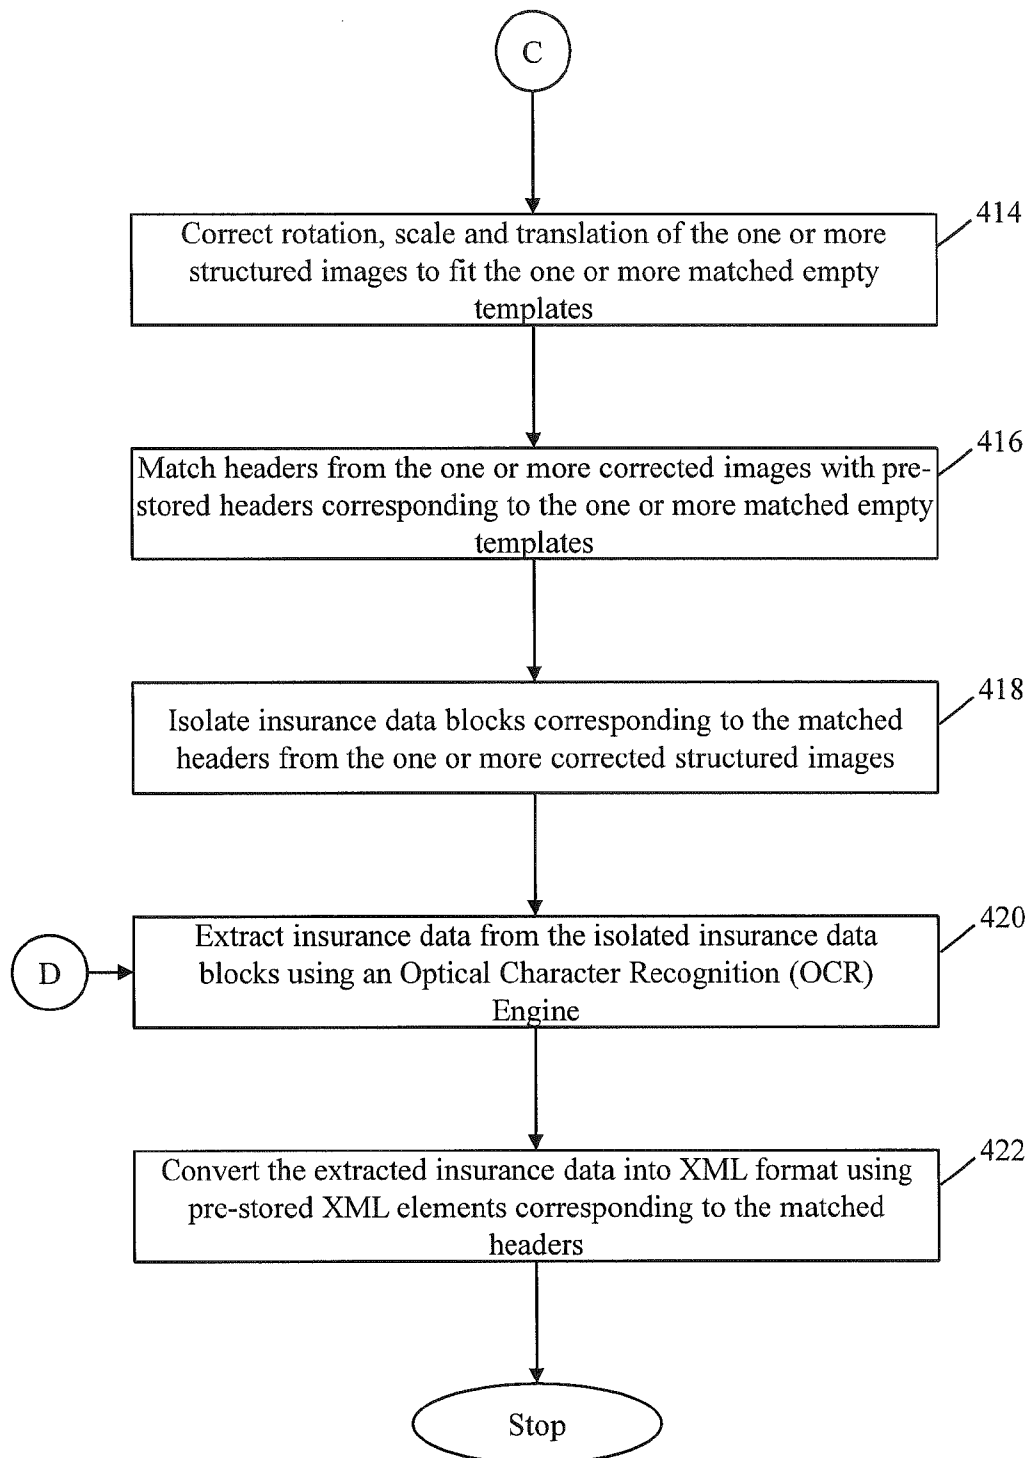 C
414
Correct rotation, scale and translation of the one or more
structured images to fit the one or more matched empty
templates
416
Match headers from the one or more corrected images with pre-
stored headers corresponding to the one or more matched empty
templates
418
Isolate insurance data blocks corresponding to the matched
headers from the one or more corrected structured images
420
Extract insurance data from the isolated insurance data
blocks using an Optical Character Recognition (OCR)
Engine
D
422
Convert the extracted insurance data into XML format using
pre-stored XML elements corresponding to the matched
headers
Stop